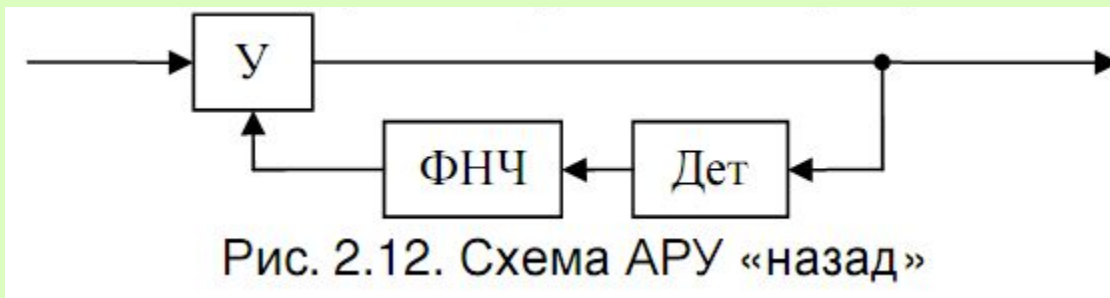 У
ФНЧ
Дет
Рис. 2.12. Схема АРУ «назад»